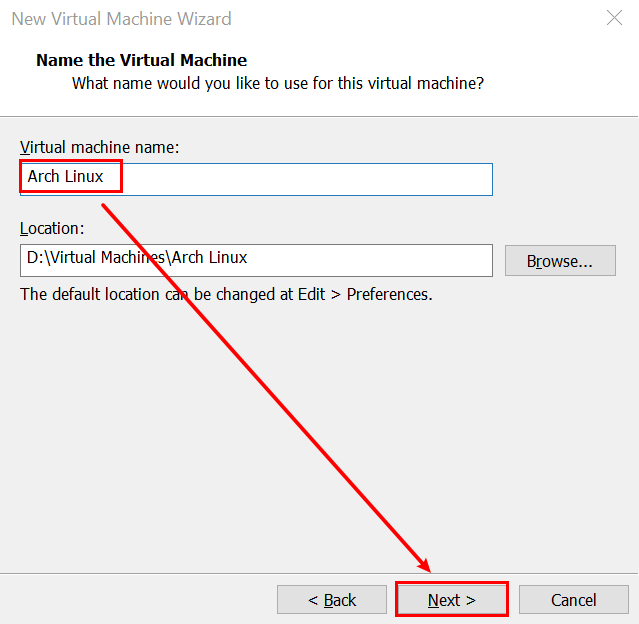 New Virtual Machine Wizard
Name the Virtual Machine
What name would you like to use for this virtual machine?
Virtual machine name:
Arch Linux
Location:
D:\Virtual Machines\Arch Linux
Browse...
The default location can be changed at Edit > Preferences.
< Back
Next >
Cancel